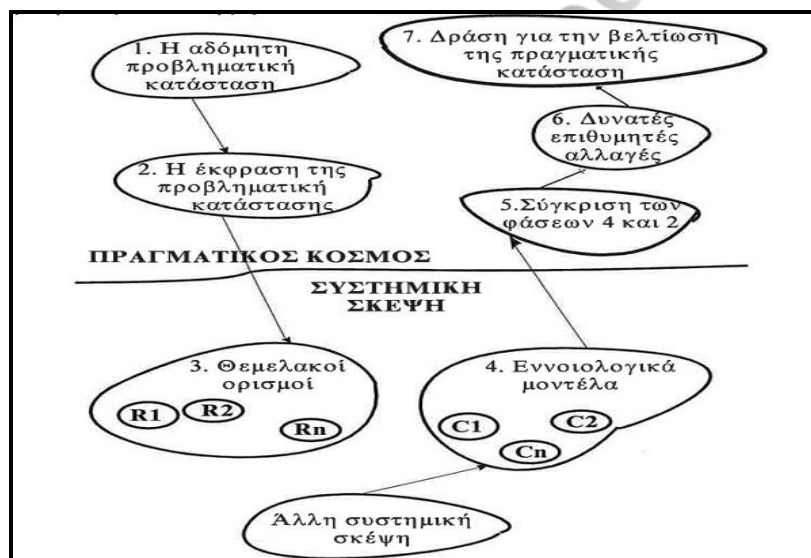 1. Η αδόμητη
προβληματική
κατάσταση
7. Δράση για την βελτίωση
της πραγματικής
κατάσταση
6. Δυνατές
επιθυμητές
αλλαγές
2. Η έκφραση της
προβληματική
κατάστασης
5.Σύγκριση των
φάσεων 4 και 2
ΠΡΑΓΜΑΤΙΚΟΣ ΚΟΣΜΟΣ
ΣΥΣΤΗΜΙΚΗ
ΣΚΕΨΗ
3. Θεμελακοί
ορισμοί
R1 R2
Rn
4. Εννοιολογικά
μοντέλα
C1 C2
Cn
Άλλη συστημική
σκέψη